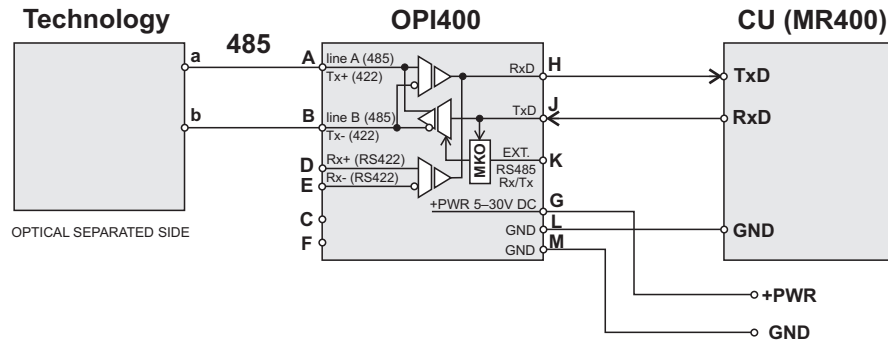 Technology
OPI400
CU (MR400)
485
a
A
line A (485)
Tx+ (422)
RxD
H
TxD
b
B
line B (485)
Tx- (422)
TxD
J
RxD
MKO
EXT.
RS485
Rx/Tx
K
D
Rx+ (RS422)
E
Rx- (RS422)
+PWR 5–30V DC
G
C
GND
L
GND
F
GND
M
OPTICAL SEPARATED SIDE
+PWR
GND